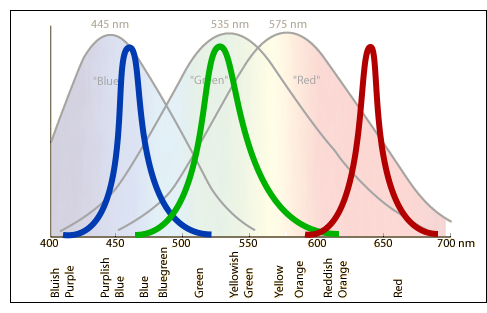 445 nm 535 nm 575 nm
"Blue" "Green" "Red"
400 450 500 550 600 650 700 nm
Bluish
Purple
Purplish
Blue
Blue
Bluegreen
Green
Yellowish
Green
Yellow
Orange
Reddish
Orange
Red